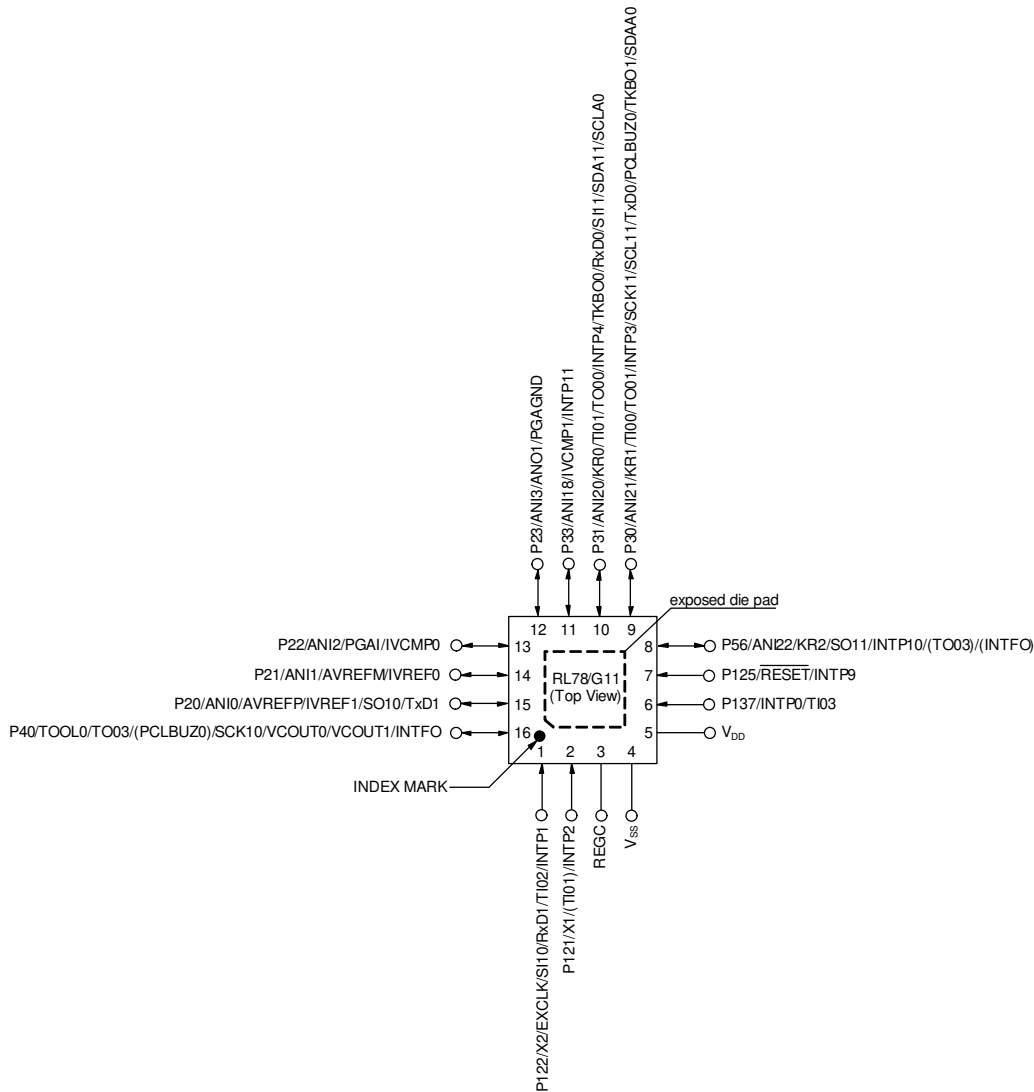 P23/ANI3/ANO1/PGAGND
P33/ANI18/IVCMP1/INTP11
P31/ANI20/KR0/TI01/TO00/INTP4/TKBO0/RxD0/SI11/SDA11/SCLA0
P30/ANI21/KR1/TI00/TO01/INTP3/SCK11/SCL11/TxD0/PCLBUZ0/TKBO1/SDAA0
exposed die pad
12 11 10 9
P22/ANI2/PGAI/IVCMP0 13
8 P56/ANI22/KR2/SO11/INTP10/(TO03)/(INTFO)
P21/ANI1/AVREFM/IVREF0 14
RL78/G11
(Top View)
7 P125/RESET/INTP9
P20/ANI0/AVREFP/IVREF1/SO10/TxD1 15
6 P137/INTP0/TI03
P40/TOOL0/TO03/(PCLBUZ0)/SCK10/VCOUT0/VCOUT1/INTFO 16
5 VDD
1 2 3 4
INDEX MARK
P122/X2/EXCLK/SI10/RxD1/TI02/INTP1
P121/X1/(TI01)/INTP2
REGC
VSS